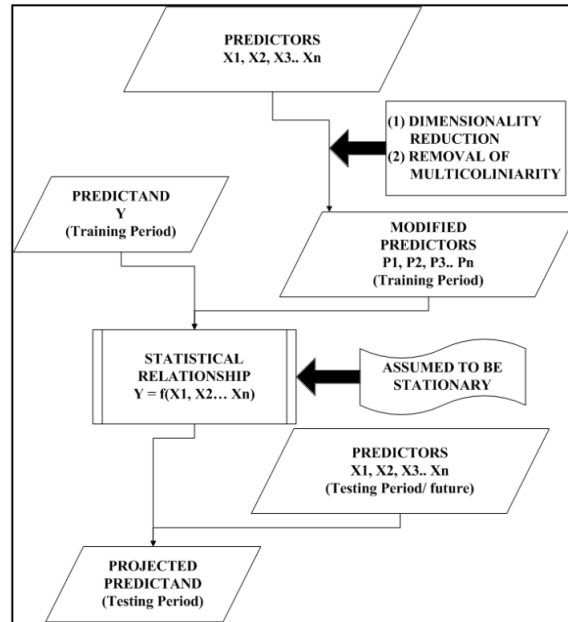 PREDICTORS
X1, X2, X3.. Xn
(1) DIMENSIONALITY
REDUCTION
(2) REMOVAL OF
MULTICOLINIARITY
PREDICTAND
Y
(Training Period)
MODIFIED
PREDICTORS
P1, P2, P3.. Pn
(Training Period)
STATISTICAL
RELATIONSHIP
Y = f(X1, X2... Xn)
ASSUMED TO BE
STATIONARY
PREDICTORS
X1, X2, X3.. Xn
(Testing Period/ future)
PROJECTED
PREDICTAND
(Testing Period)